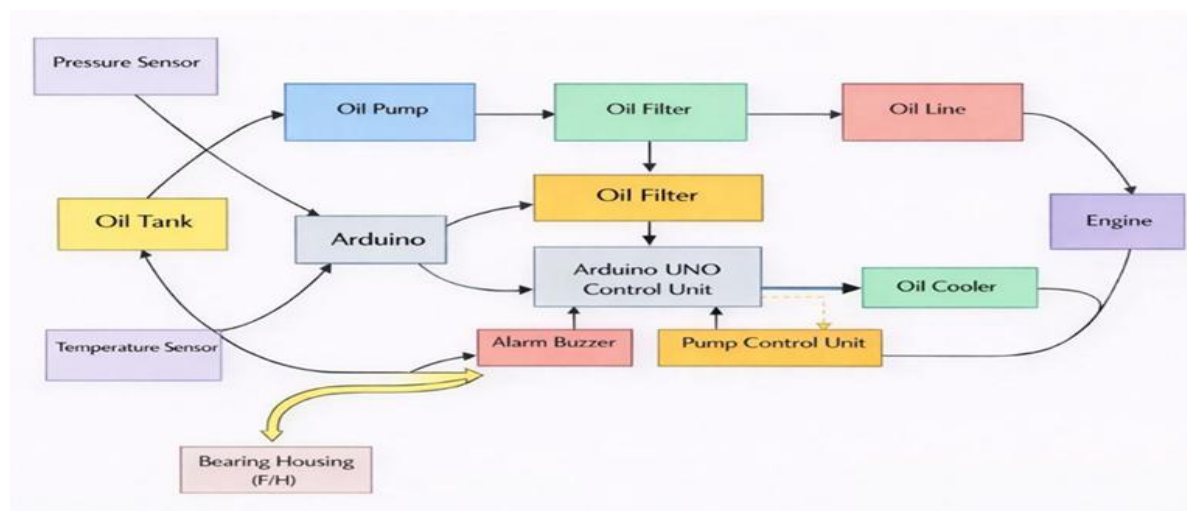 Pressure Sensor
Oil Pump
Oil Filter
Oil Line
Oil Tank
Arduino
Oil Filter
Engine
Arduino UNO
Control Unit
Oil Cooler
Temperature Sensor
Alarm Buzzer
Pump Control Unit
Bearing Housing
(F/H)